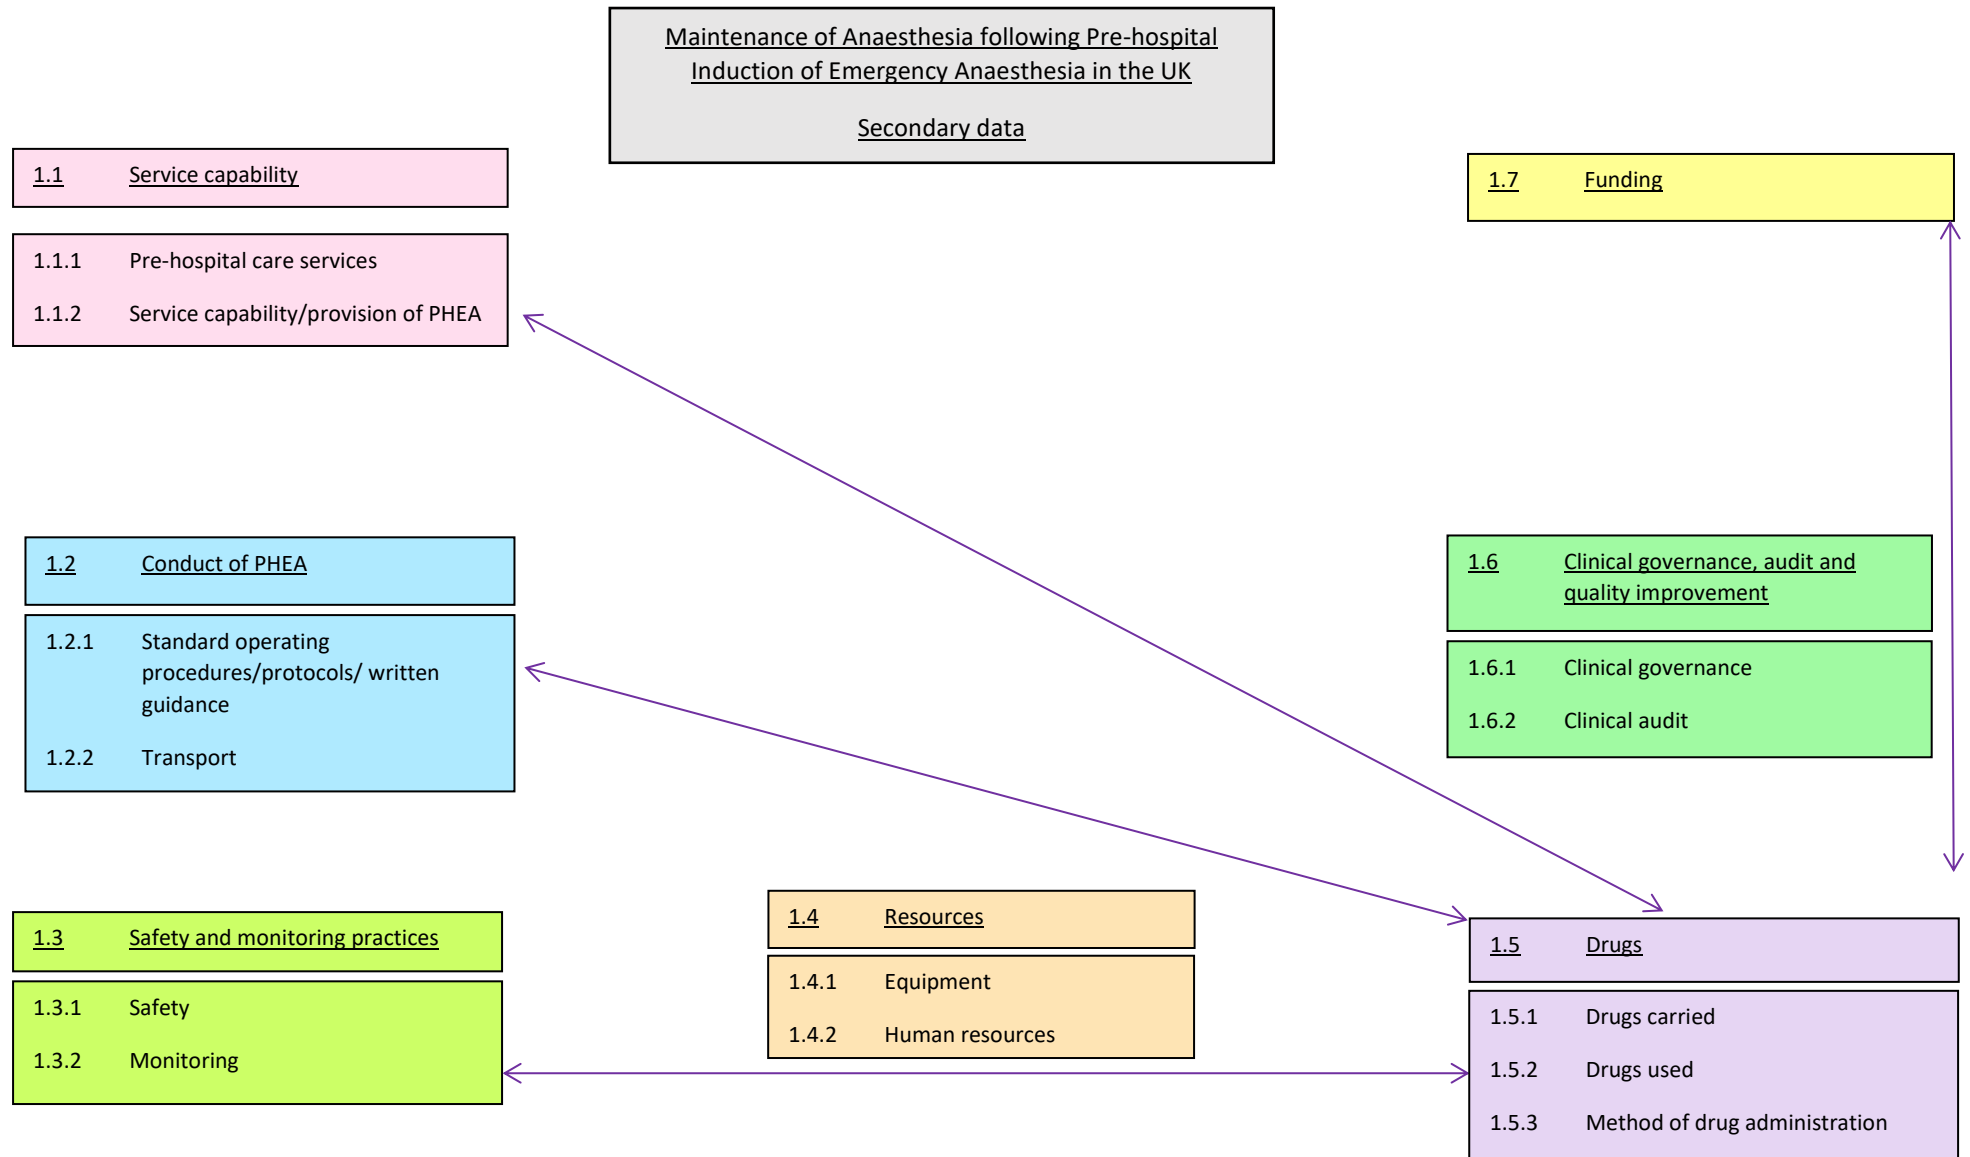 Maintenance of Anaesthesia following Pre-hospital
Induction of Emergency Anaesthesia in the UK
Secondary data
1.1 Service capability
1.1.1 Pre-hospital care services
1.1.2 Service capability/provision of PHEA
1.7 Funding
1.2 Conduct of PHEA
1.2.1 Standard operating
procedures/protocols/ written
guidance
1.2.2 Transport
1.6 Clinical governance, audit and
quality improvement
1.6.1 Clinical governance
1.6.2 Clinical audit
1.3 Safety and monitoring practices
1.3.1 Safety
1.3.2 Monitoring
1.4 Resources
1.4.1 Equipment
1.4.2 Human resources
1.5 Drugs
1.5.1 Drugs carried
1.5.2 Drugs used
1.5.3 Method of drug administration